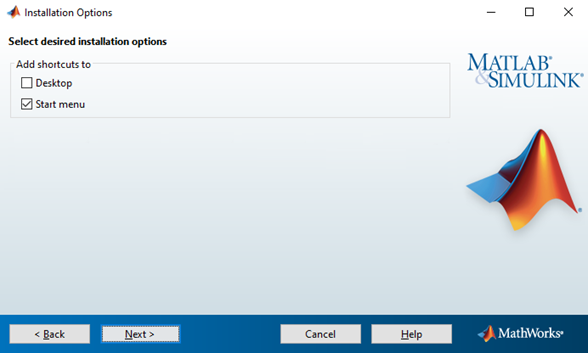 Installation Options
Select desired installation options
Add shortcuts to
Desktop
Start menu
MATLAB®
&SIMULINK®
®
< Back
Next >
Cancel
Help
MathWorks®